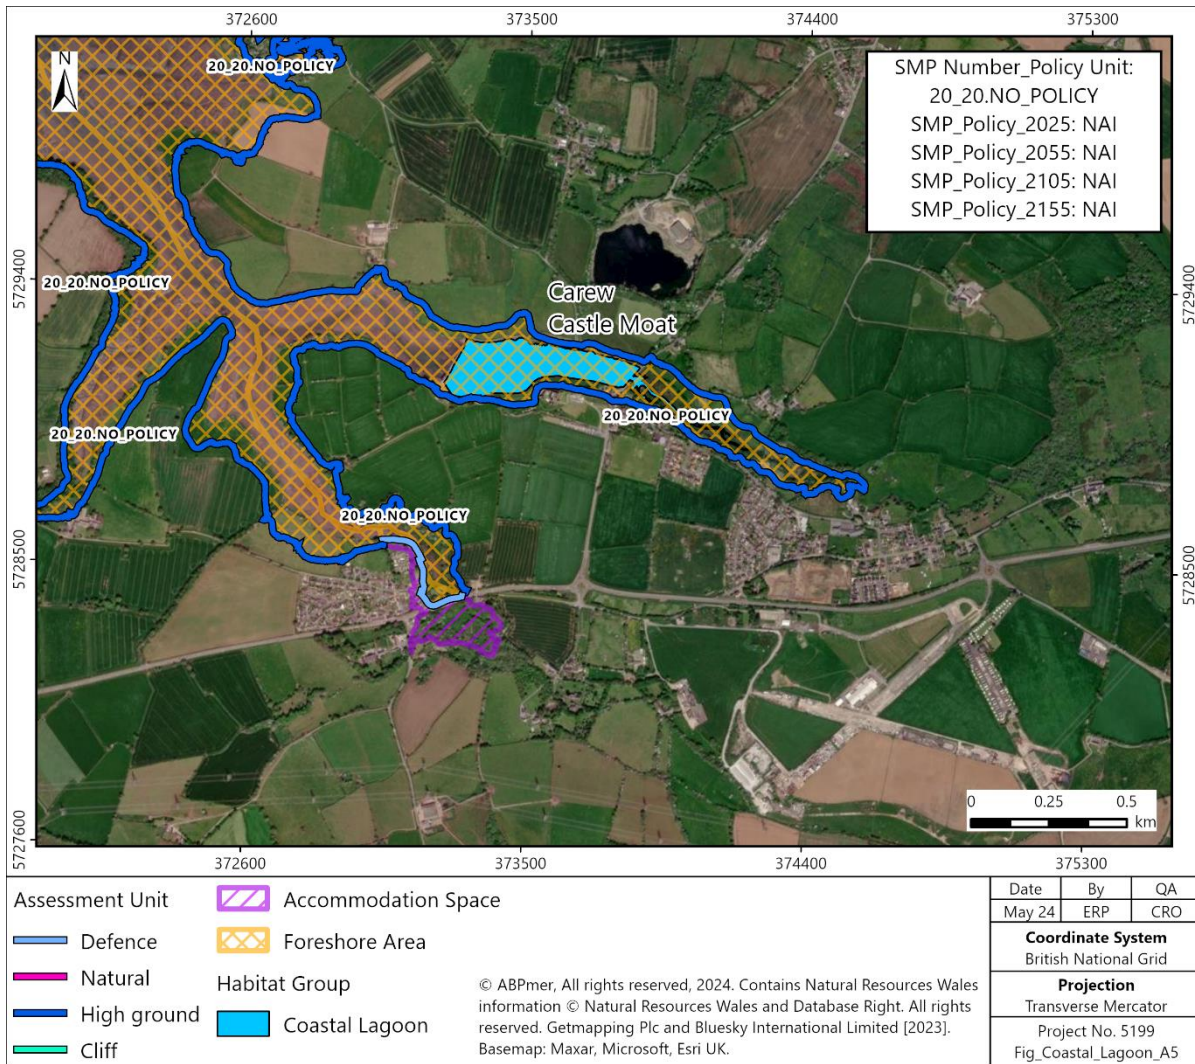 372600 373500 374400 375300
N
20_20.NO_POLICY
SMP Number_Policy Unit:
20_20.NO_POLICY
SMP_Policy_2025: NAI
SMP_Policy_2055: NAI
SMP_Policy_2105: NAI
SMP_Policy_2155: NAI
5729400
5729400
20_20.NO_POLICY
Carew
Castle Moat
20_20.NO_POLICY
20_20.NO_POLICY
20_20.NO_POLICY
5728500
5728500
0 0.25 0.5
km
5727600
5727600
372600 373500 374400 375300
Assessment Unit
Defence
Natural
High ground
Cliff
Accommodation Space
Foreshore Area
Habitat Group
Coastal Lagoon
© ABPmer, All rights reserved, 2024. Contains Natural Resources Wales
information © Natural Resources Wales and Database Right. All rights
reserved. Getmapping Plc and Bluesky International Limited [2023].
Basemap: Maxar, Microsoft, Esri UK.
Date By QA
May 24 ERP CRO
Coordinate System
British National Grid
Projection
Transverse Mercator
Project No. 5199
Fig_Coastal_Lagoon_A5